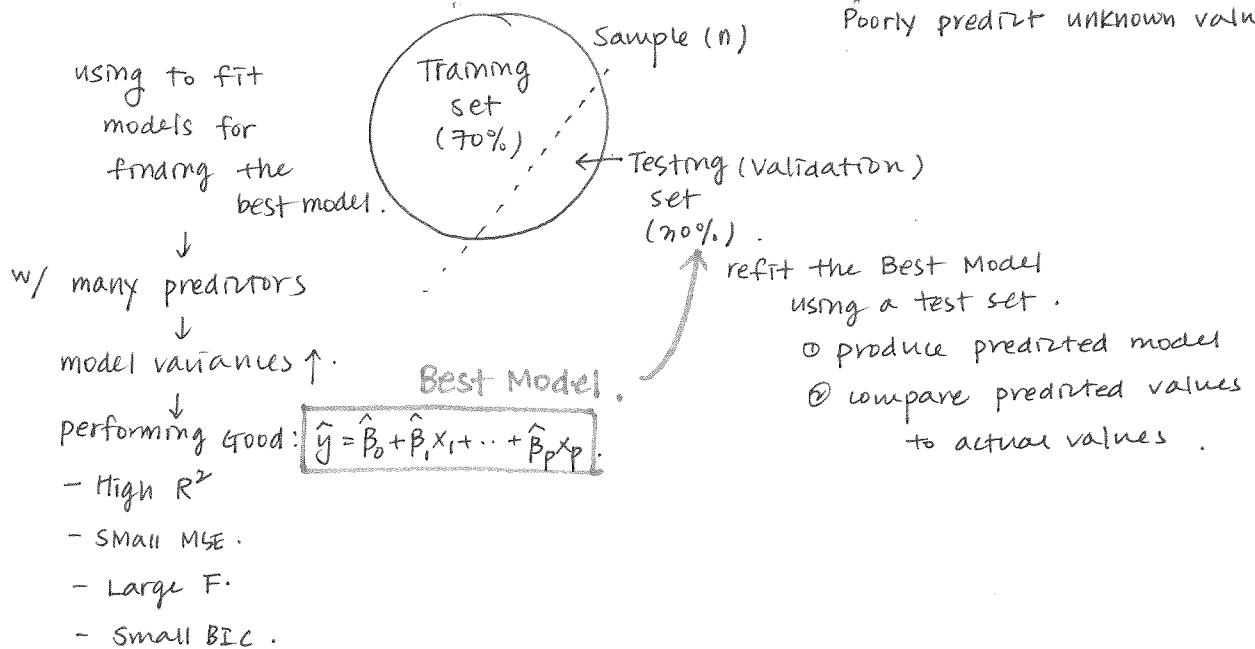 Poorly predict unknown valu
Sample (n)
Training
set
(70%)
using to fit
models for
finding the
best model.
← Testing (validation)
set
(30%).
↓
w/ many predictors
↓
model variances ↑.
↓
performing Good:
- High R²
- Small MSE.
- Large F.
- Small BIC.
Best Model.
ŷ = β̂₀ + β̂₁x₁ + ·· + β̂ₚxₚ.
refit the Best Model
using a test set.
① produce predicted model
② compare predicted values
to actual values.